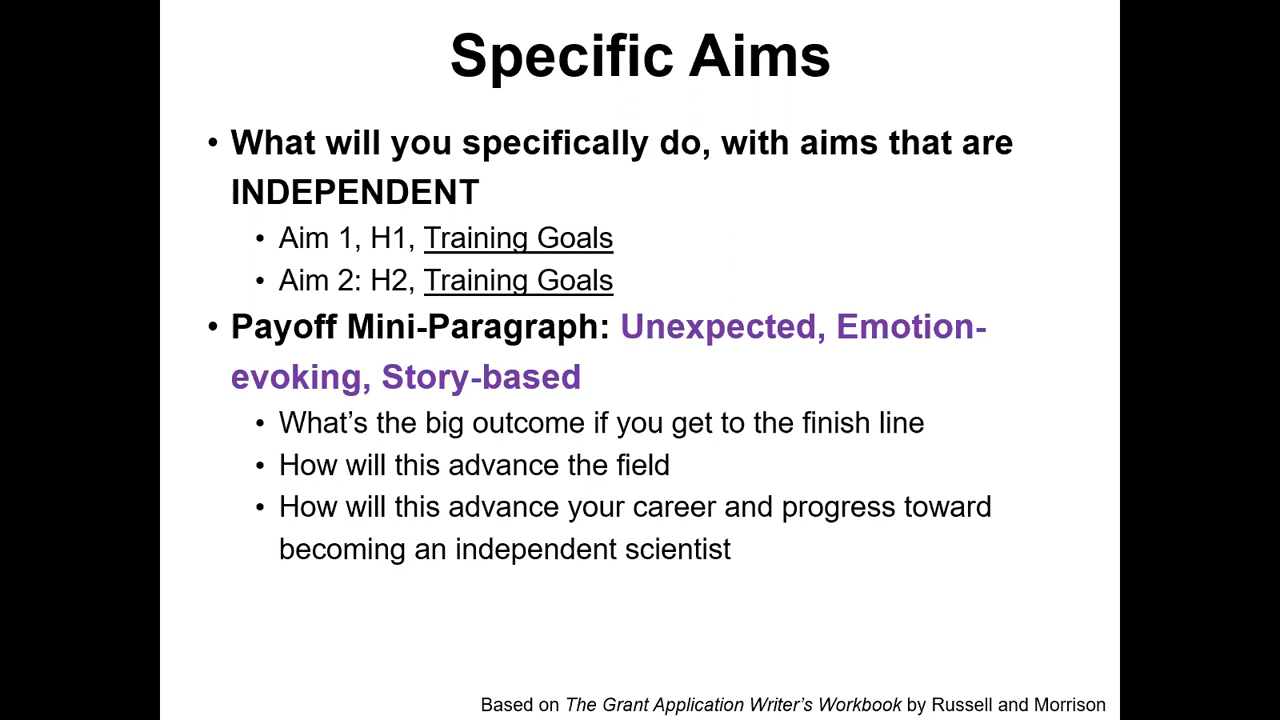 Specific Aims
• What will you specifically do, with aims that are
INDEPENDENT
• Aim 1, H1, Training Goals
• Aim 2: H2, Training Goals
• Payoff Mini-Paragraph: Unexpected, Emotion-
evoking, Story-based
• What’s the big outcome if you get to the finish line
• How will this advance the field
• How will this advance your career and progress toward
becoming an independent scientist
Based on The Grant Application Writer’s Workbook by Russell and Morrison